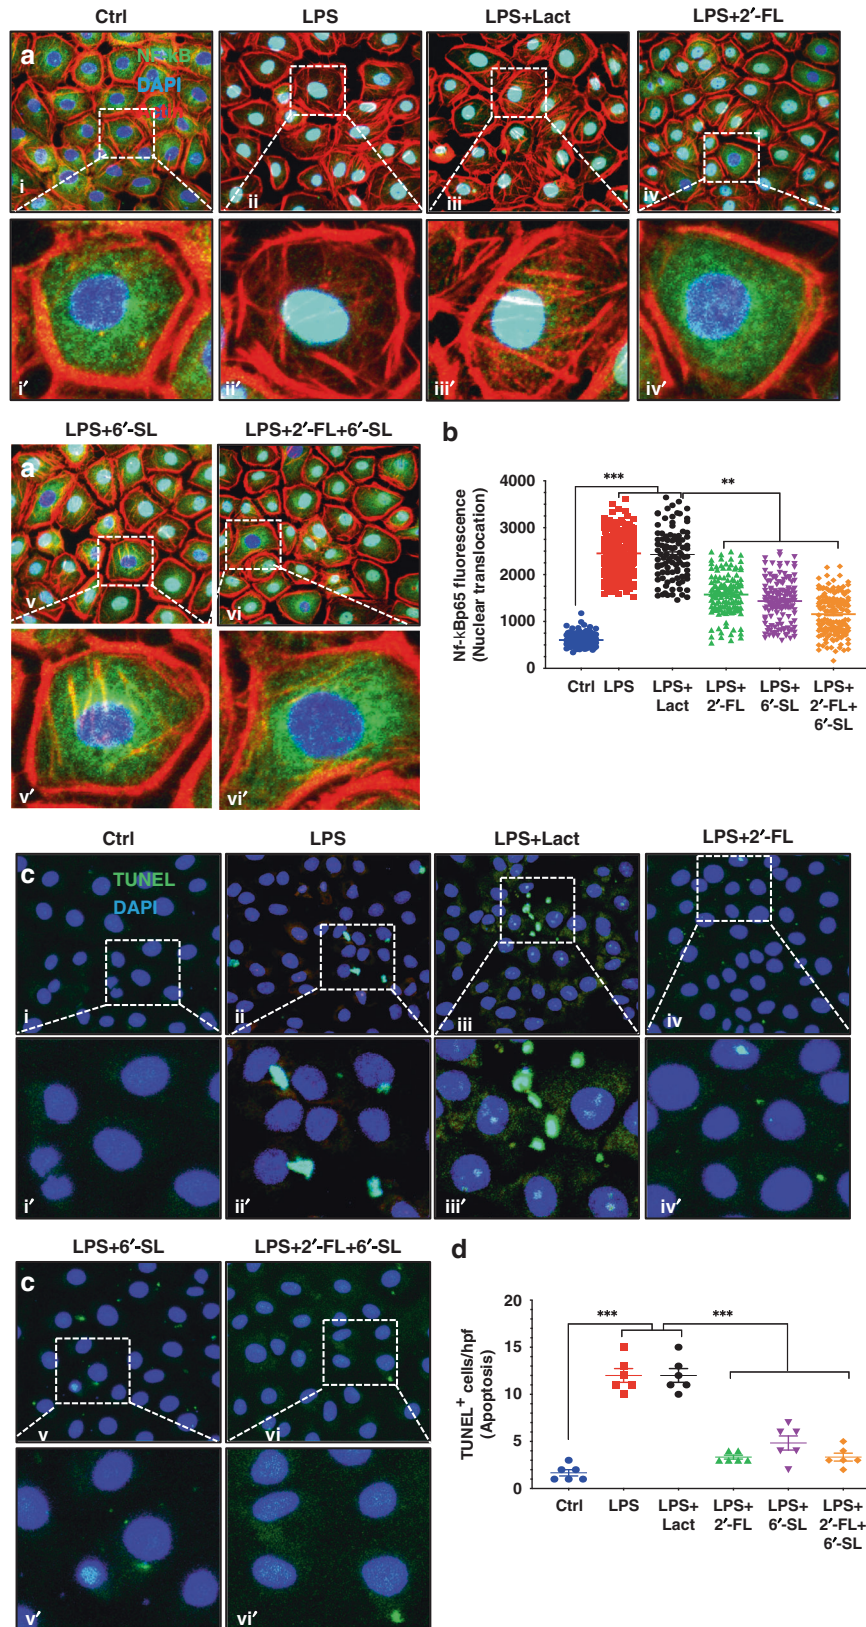 Ctrl LPS LPS+Lact LPS+2′-FL
a NFkB
DAPI
i ii iii iv
i′ ii′ iii′ iv′
LPS+6′-SL LPS+2′-FL+6′-SL
a
v vi
v′ vi′
b
Nf-kBp65 fluorescence
(Nuclear translocation)
*** **
4000
3000
2000
1000
0
Ctrl LPS LPS+ LPS+ LPS+ LPS+
Lact 2′-FL 6′-SL 2′-FL+
6′-SL
Ctrl LPS LPS+Lact LPS+2′-FL
c TUNEL
DAPI
i ii iii iv
i′ ii′ iii′ iv′
LPS+6′-SL LPS+2′-FL+6′-SL
c
v vi
v′ vi′
d
TUNEL+ cells/hpf
(Apoptosis)
*** ***
20
15
10
5
0
Ctrl LPS LPS+ LPS+ LPS+ LPS+
Lact 2′-FL 6′-SL 2′-FL+
6′-SL